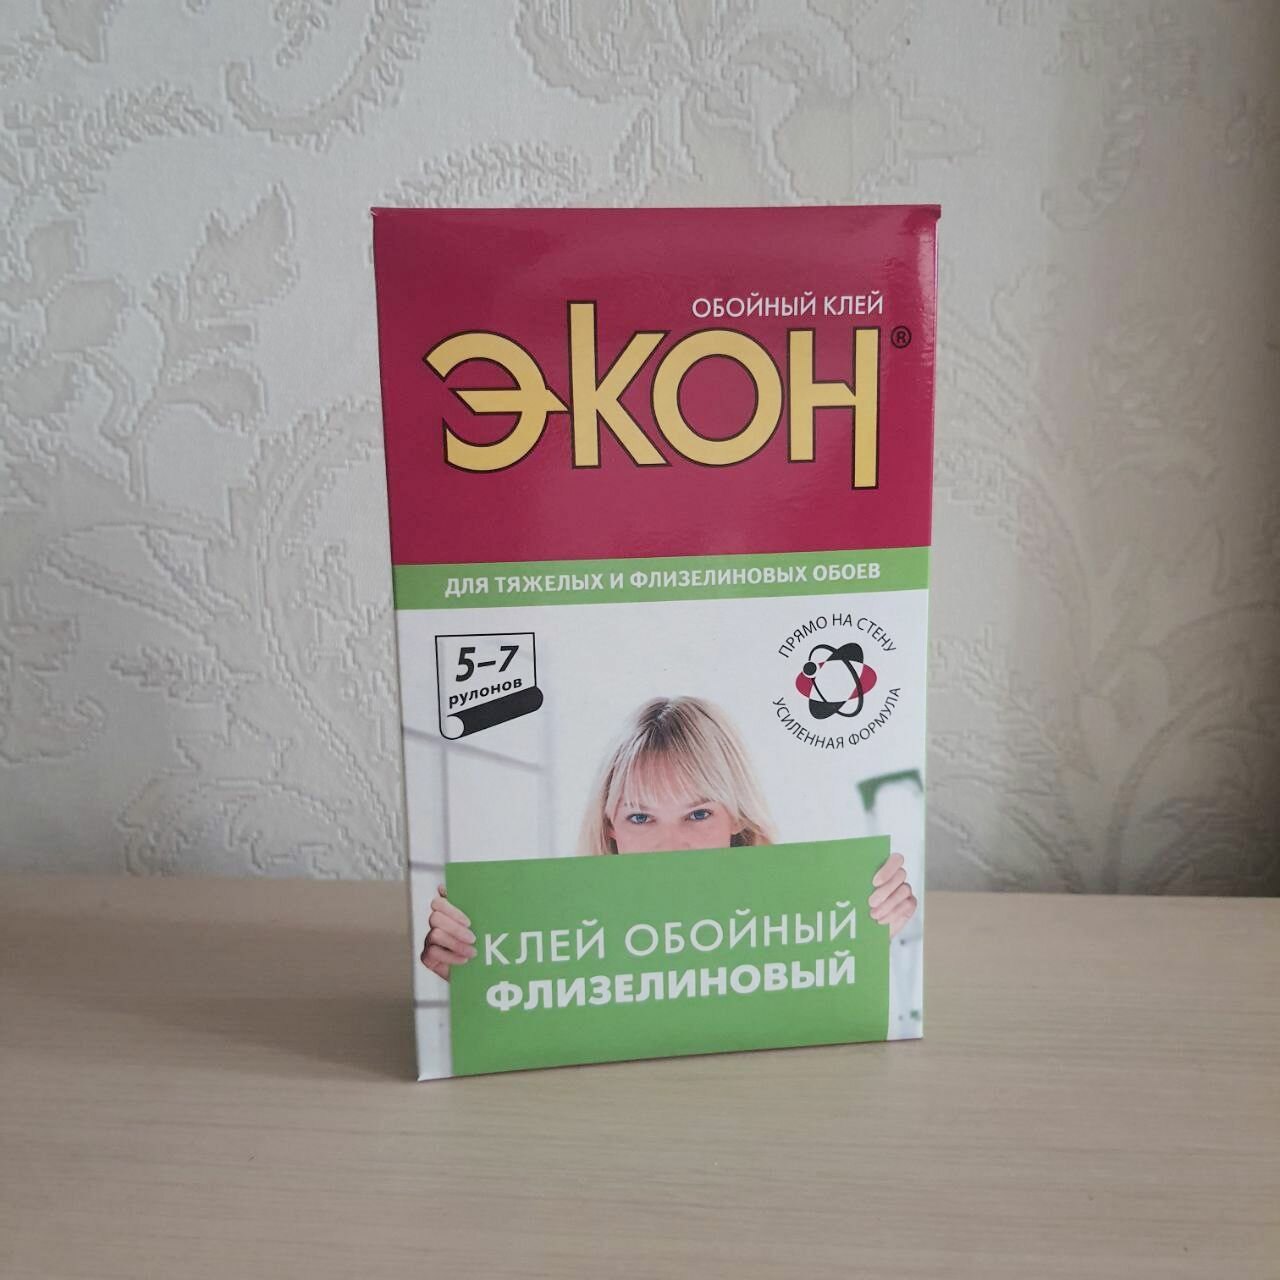 ОБОЙНЫЙ КЛЕЙ
ЭКОН®
ДЛЯ ТЯЖЕЛЫХ И ФЛИЗЕЛИНОВЫХ ОБОЕВ
5–7
рулонов
ПРЯМО НА СТЕНУ
УСИЛЕННАЯ ФОРМУЛА
КЛЕЙ ОБОЙНЫЙ
ФЛИЗЕЛИНОВЫЙ